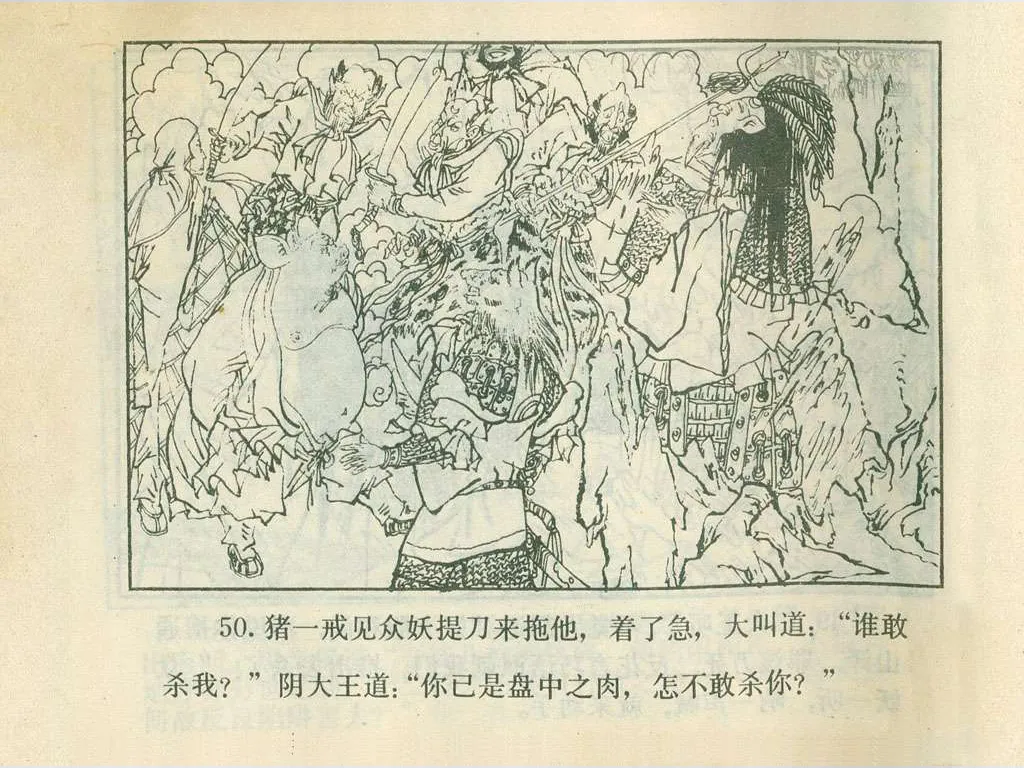 50. 猪一戒见众妖提刀来拖他，着了急，大叫道：“谁敢
杀我？”阴大王道：“你已是盘中之肉，怎不敢杀你？”